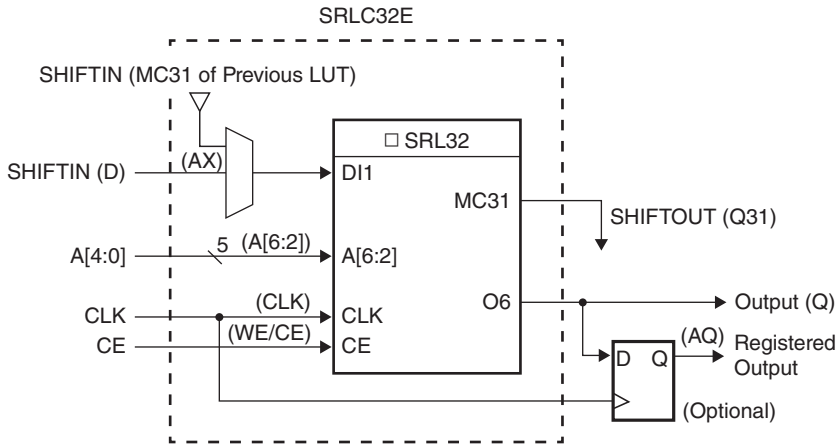 SRLC32E
SHIFTIN (MC31 of Previous LUT)
□ SRL32
SHIFTIN (D)
(AX)
DI1
MC31
SHIFTOUT (Q31)
A[4:0]
5
(A[6:2])
A[6:2]
CLK
(CLK)
CLK
O6
Output (Q)
CE
(WE/CE)
CE
D
Q
(AQ)
Registered
Output
(Optional)